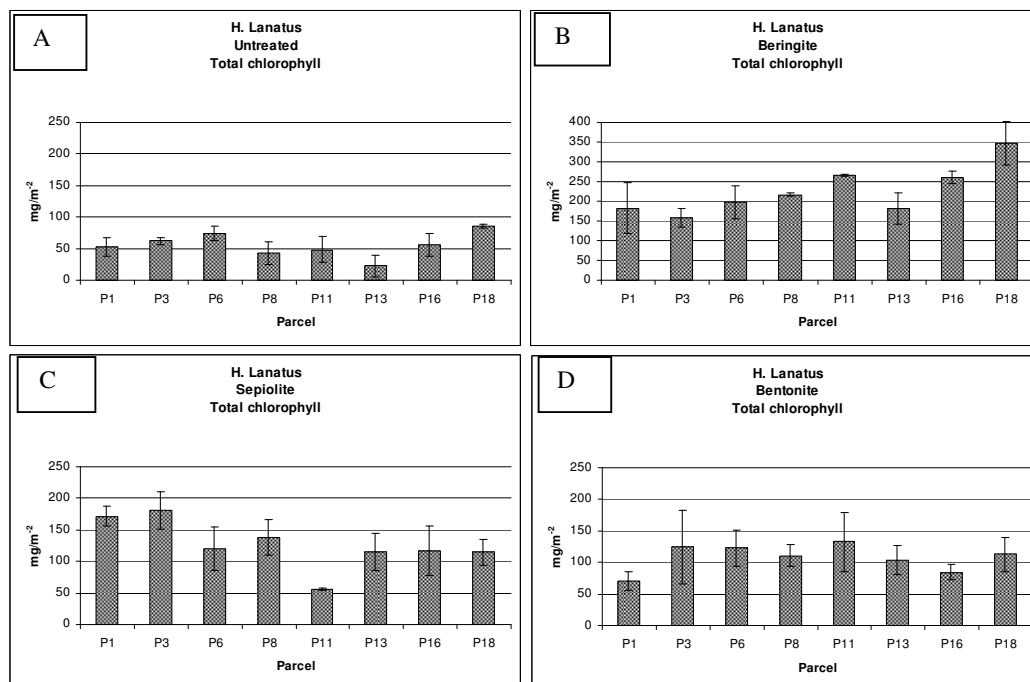 A
H. Lanatus
Untreated
Total chlorophyll
250
200
150
100
50
0
mg/m⁻²
P1 P3 P6 P8 P11 P13 P16 P18
Parcel
B
H. Lanatus
Beringite
Total chlorophyll
400
350
300
250
200
150
100
50
0
mg/m⁻²
P1 P3 P6 P8 P11 P13 P16 P18
Parcel
C
H. Lanatus
Sepiolite
Total chlorophyll
250
200
150
100
50
0
mg/m⁻²
P1 P3 P6 P8 P11 P13 P16 P18
Parcel
D
H. Lanatus
Bentonite
Total chlorophyll
250
200
150
100
50
0
mg/m⁻²
P1 P3 P6 P8 P11 P13 P16 P18
Parcel